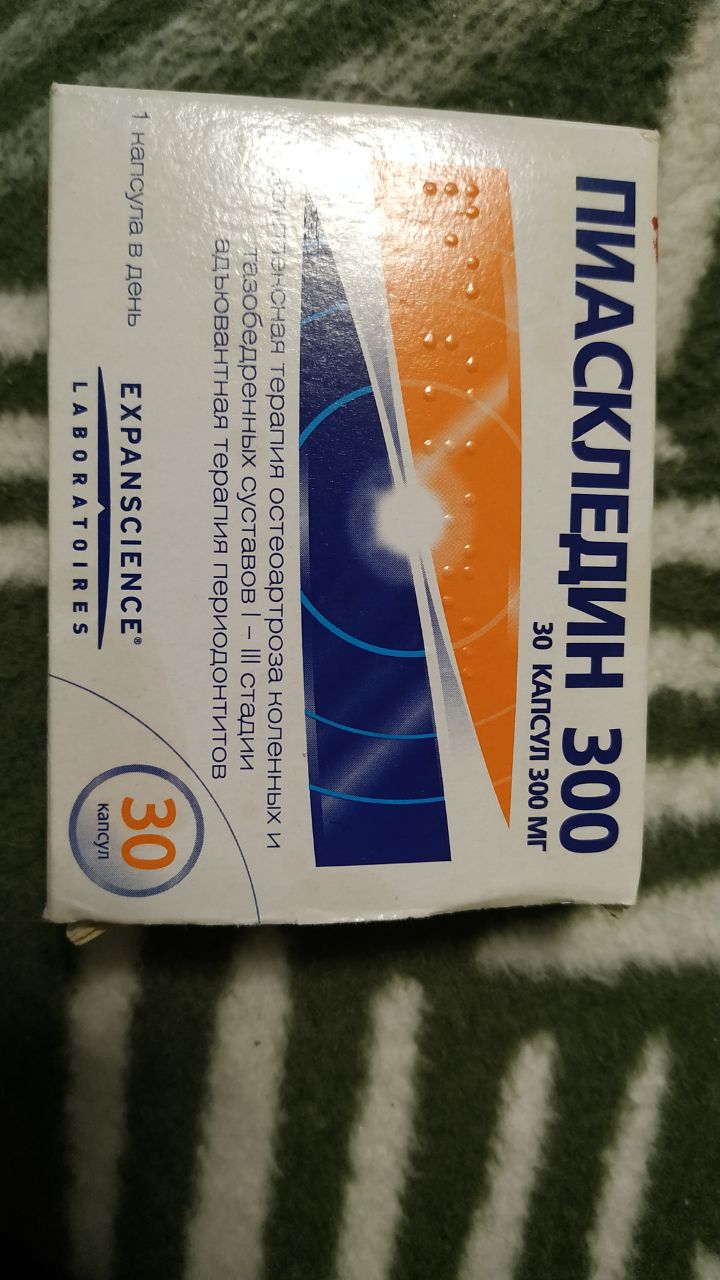 ПИАСКЛЕДИН 300
30 КАПСУЛ 300 МГ
Комплексная терапия остеоартроза коленных и
тазобедренных суставов I – III стадии
адъювантная терапия периодонтитов
1 капсула в день
EXPANSCIENCE®
LABORATOIRES
30
капсул